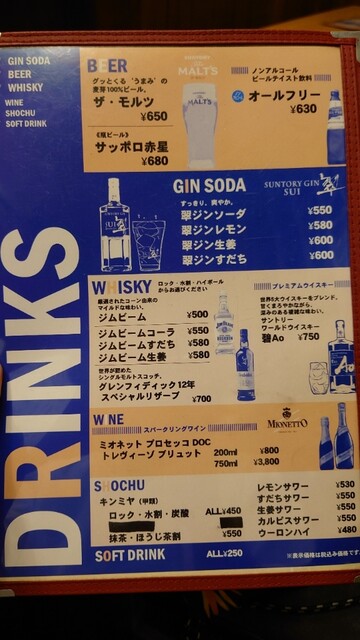 GIN SODA
BEER
WHISKY
WINE
SHOCHU
SOFT DRINK
DRINKS
BEER
グッとくる‘うまみ’の
麦芽100％ビール。
ザ・モルツ
¥650
《瓶ビール》
サッポロ赤星
¥680
MALT'S
ノンアルコール
ビールテイスト飲料
オールフリー
¥630
GIN SODA
SUNTORY GIN
SUI
翠
すっきり、爽やか。
翠ジンソーダ ¥550
翠ジンレモン ¥580
翠ジン生姜 ¥600
翠ジンすだち ¥600
WHISKY
ロック・水割・ハイボール
からお選びください
厳選されたコーン由来の
マイルドな味わい。
ジムビーム ¥500
ジムビームコーラ ¥550
ジムビームすだち ¥580
ジムビーム生姜 ¥580
世界が認めた
シングルモルトスコッチ。
グレンフィディック12年
スペシャルリザーブ ¥700
プレミアムウイスキー
世界5大ウイスキーをブレンド。
甘くまろやかながら、
深みのある複雑な味わい。
サントリー
ワールドウイスキー
碧Ao ¥750
WINE
スパークリングワイン
MIONETTO
ミオネット プロセッコ DOC
トレヴィーゾ ブリュット
200ml ¥800
750ml ¥3,800
SHOCHU
キンミヤ（甲類）
ロック・水割・炭酸 ALL¥450
抹茶・ほうじ茶割 ¥550
レモンサワー ¥530
すだちサワー ¥550
生姜サワー ¥550
カルピスサワー ¥550
ウーロンハイ ¥480
SOFT DRINK ALL¥250
※表示価格は税込み価格です。